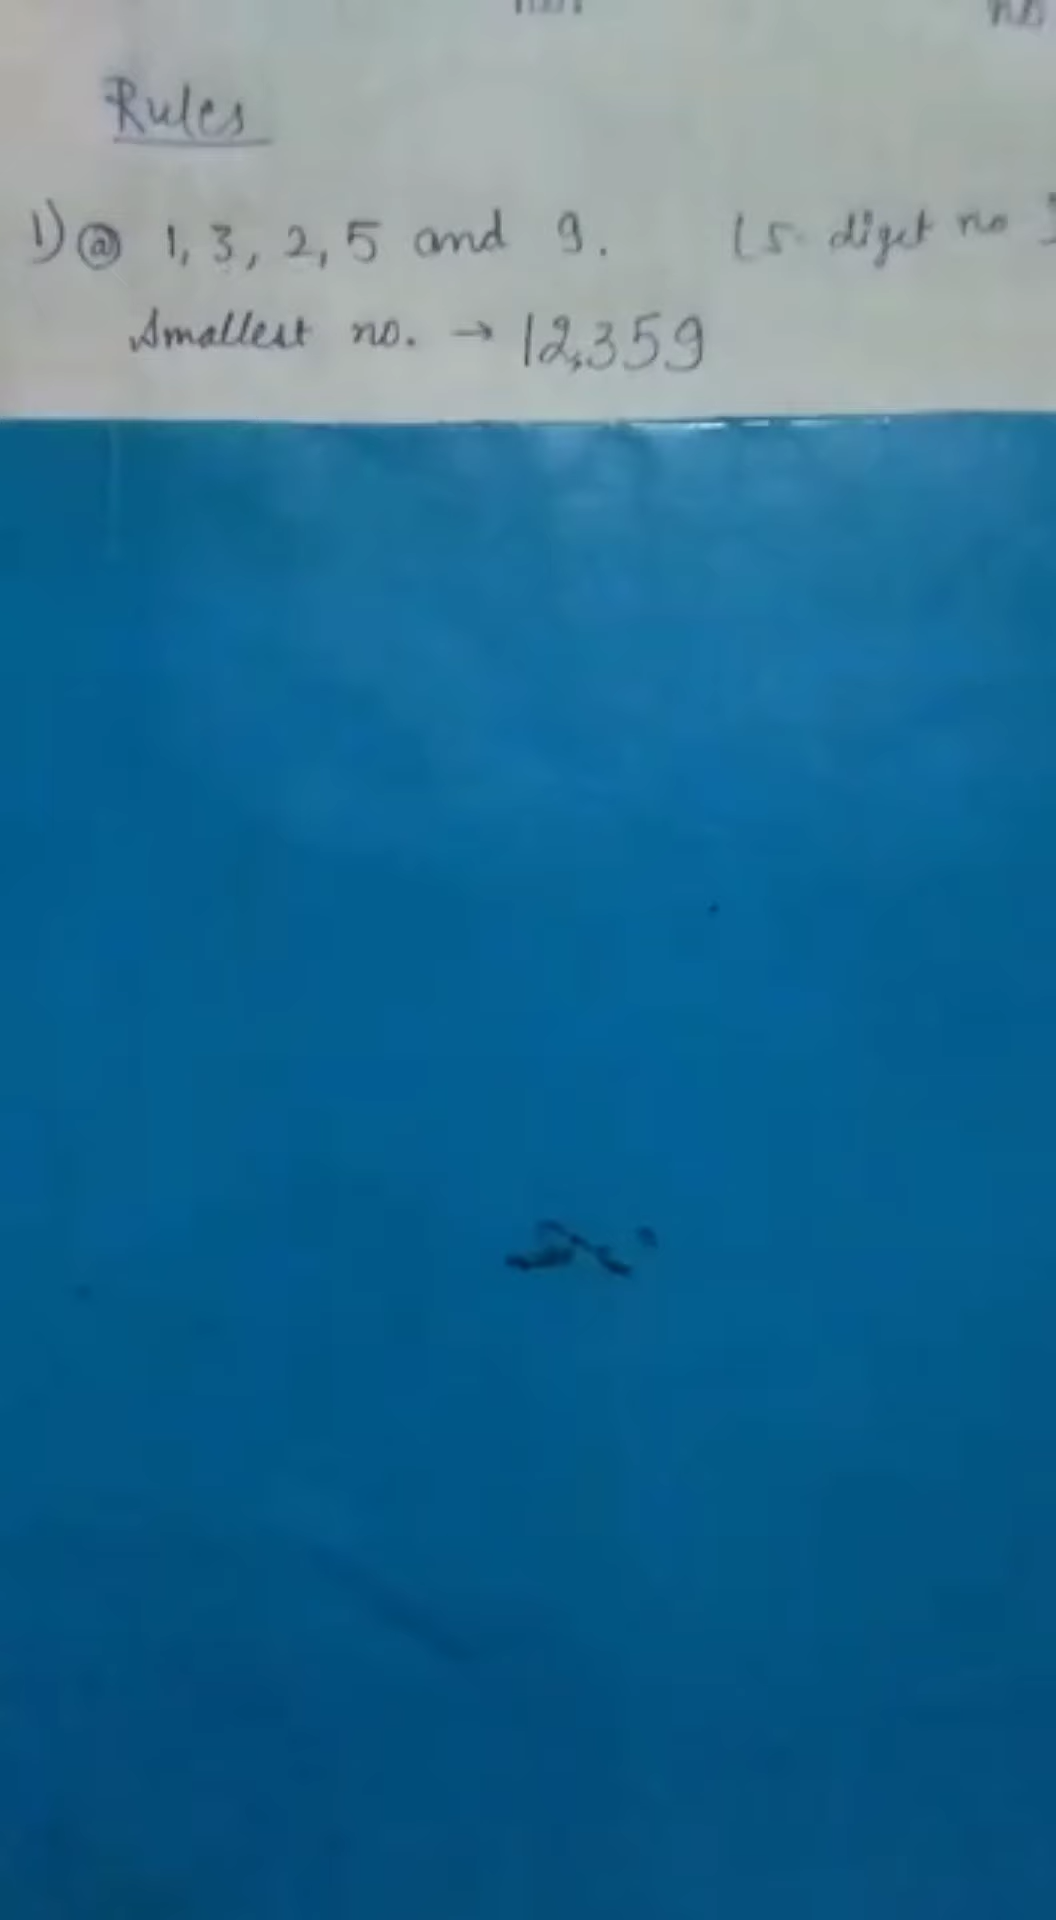 Rules
1) (a) 1, 3, 2, 5 and 9. [5-digit no]
Smallest no. → 12,359